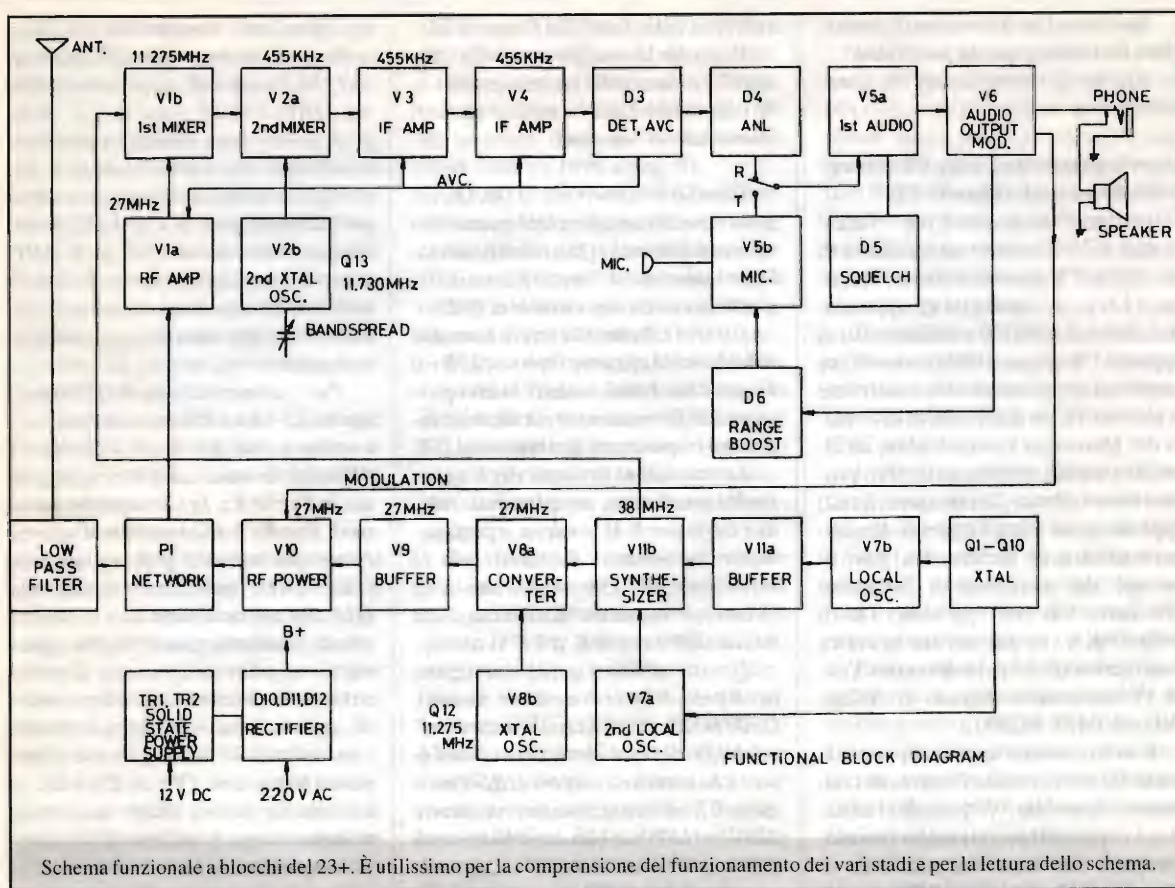 ANT.
11 275MHz
V1b
1st MIXER
455 KHz
V 2a
2nd MIXER
455KHz
V 3
IF AMP
455KHz
V 4
IF AMP
D3
DET, AVC
D4
ANL
V5a
1st AUDIO
V6
AUDIO
OUTPUT
MOD.
PHONE
SPEAKER
AVC.
R
T
27MHz
V1a
RF AMP
V2b
2nd XTAL
OSC.
Q13
11,730 MHz
BANDSPREAD
MIC.
V5b
MIC.
D 5
SQUELCH
D6
RANGE
BOOST
MODULATION
LOW
PASS
FILTER
PI
NETWORK
27MHz
V10
RF POWER
27MHz
V9
BUFFER
27MHz
V8a
CONVER-
TER
38 MHz
V11b
SYNTHE-
SIZER
V11a
BUFFER
V7b
LOCAL
OSC.
Q1-Q10
XTAL
B+
TR1, TR2
SOLID
STATE
POWER
SUPPLY
D10,D11,D12
RECTIFIER
12V DC
220V AC
Q12
11.275
MHz
V8b
XTAL
OSC.
V7a
2nd LOCAL
OSC.
FUNCTIONAL BLOCK DIAGRAM
Schema funzionale a blocchi del 23+. È utilissimo per la comprensione del funzionamento dei vari stadi e per la lettura dello schema.